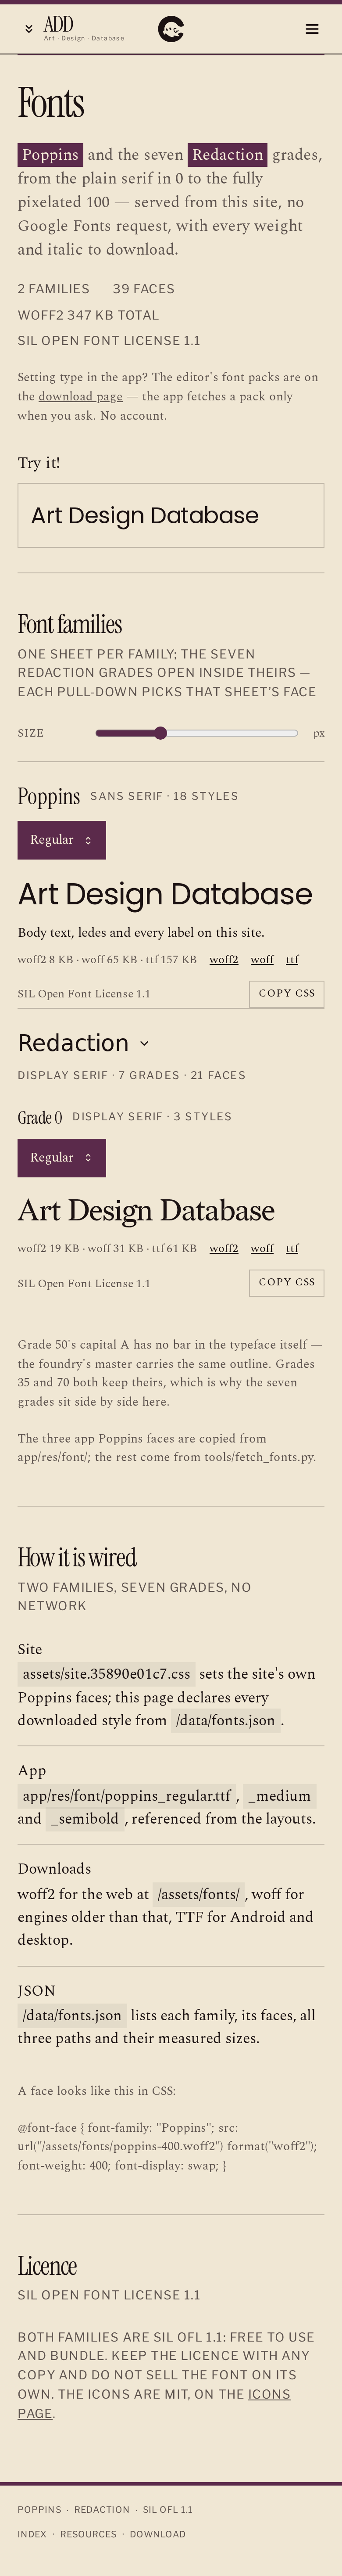 ADD
Art · Design · Database
Fonts
Poppins and the seven Redaction grades,
from the plain serif in 0 to the fully
pixelated 100 — served from this site, no
Google Fonts request, with every weight
and italic to download.
2 FAMILIES 39 FACES
WOFF2 347 KB TOTAL
SIL OPEN FONT LICENSE 1.1
Setting type in the app? The editor's font packs are on
the download page — the app fetches a pack only
when you ask. No account.
Try it!
Art Design Database
Font families
ONE SHEET PER FAMILY; THE SEVEN
REDACTION GRADES OPEN INSIDE THEIRS —
EACH PULL-DOWN PICKS THAT SHEET'S FACE
SIZE px
Poppins SANS SERIF · 18 STYLES
Regular
Art Design Database
Body text, ledes and every label on this site.
woff2 8 KB · woff 65 KB · ttf 157 KB woff2 woff ttf
SIL Open Font License 1.1 COPY CSS
Redaction
DISPLAY SERIF · 7 GRADES · 21 FACES
Grade 0 DISPLAY SERIF · 3 STYLES
Regular
Art Design Database
woff2 19 KB · woff 31 KB · ttf 61 KB woff2 woff ttf
SIL Open Font License 1.1 COPY CSS
Grade 50's capital A has no bar in the typeface itself —
the foundry's master carries the same outline. Grades
35 and 70 both keep theirs, which is why the seven
grades sit side by side here.
The three app Poppins faces are copied from
app/res/font/; the rest come from tools/fetch_fonts.py.
How it is wired
TWO FAMILIES, SEVEN GRADES, NO
NETWORK
Site
assets/site.35890e01c7.css sets the site's own
Poppins faces; this page declares every
downloaded style from /data/fonts.json .
App
app/res/font/poppins_regular.ttf , _medium
and _semibold , referenced from the layouts.
Downloads
woff2 for the web at /assets/fonts/ , woff for
engines older than that, TTF for Android and
desktop.
JSON
/data/fonts.json lists each family, its faces, all
three paths and their measured sizes.
A face looks like this in CSS:
@font-face { font-family: "Poppins"; src:
url("/assets/fonts/poppins-400.woff2") format("woff2");
font-weight: 400; font-display: swap; }
Licence
SIL OPEN FONT LICENSE 1.1
BOTH FAMILIES ARE SIL OFL 1.1: FREE TO USE
AND BUNDLE. KEEP THE LICENCE WITH ANY
COPY AND DO NOT SELL THE FONT ON ITS
OWN. THE ICONS ARE MIT, ON THE ICONS
PAGE.
POPPINS · REDACTION · SIL OFL 1.1
INDEX · RESOURCES · DOWNLOAD